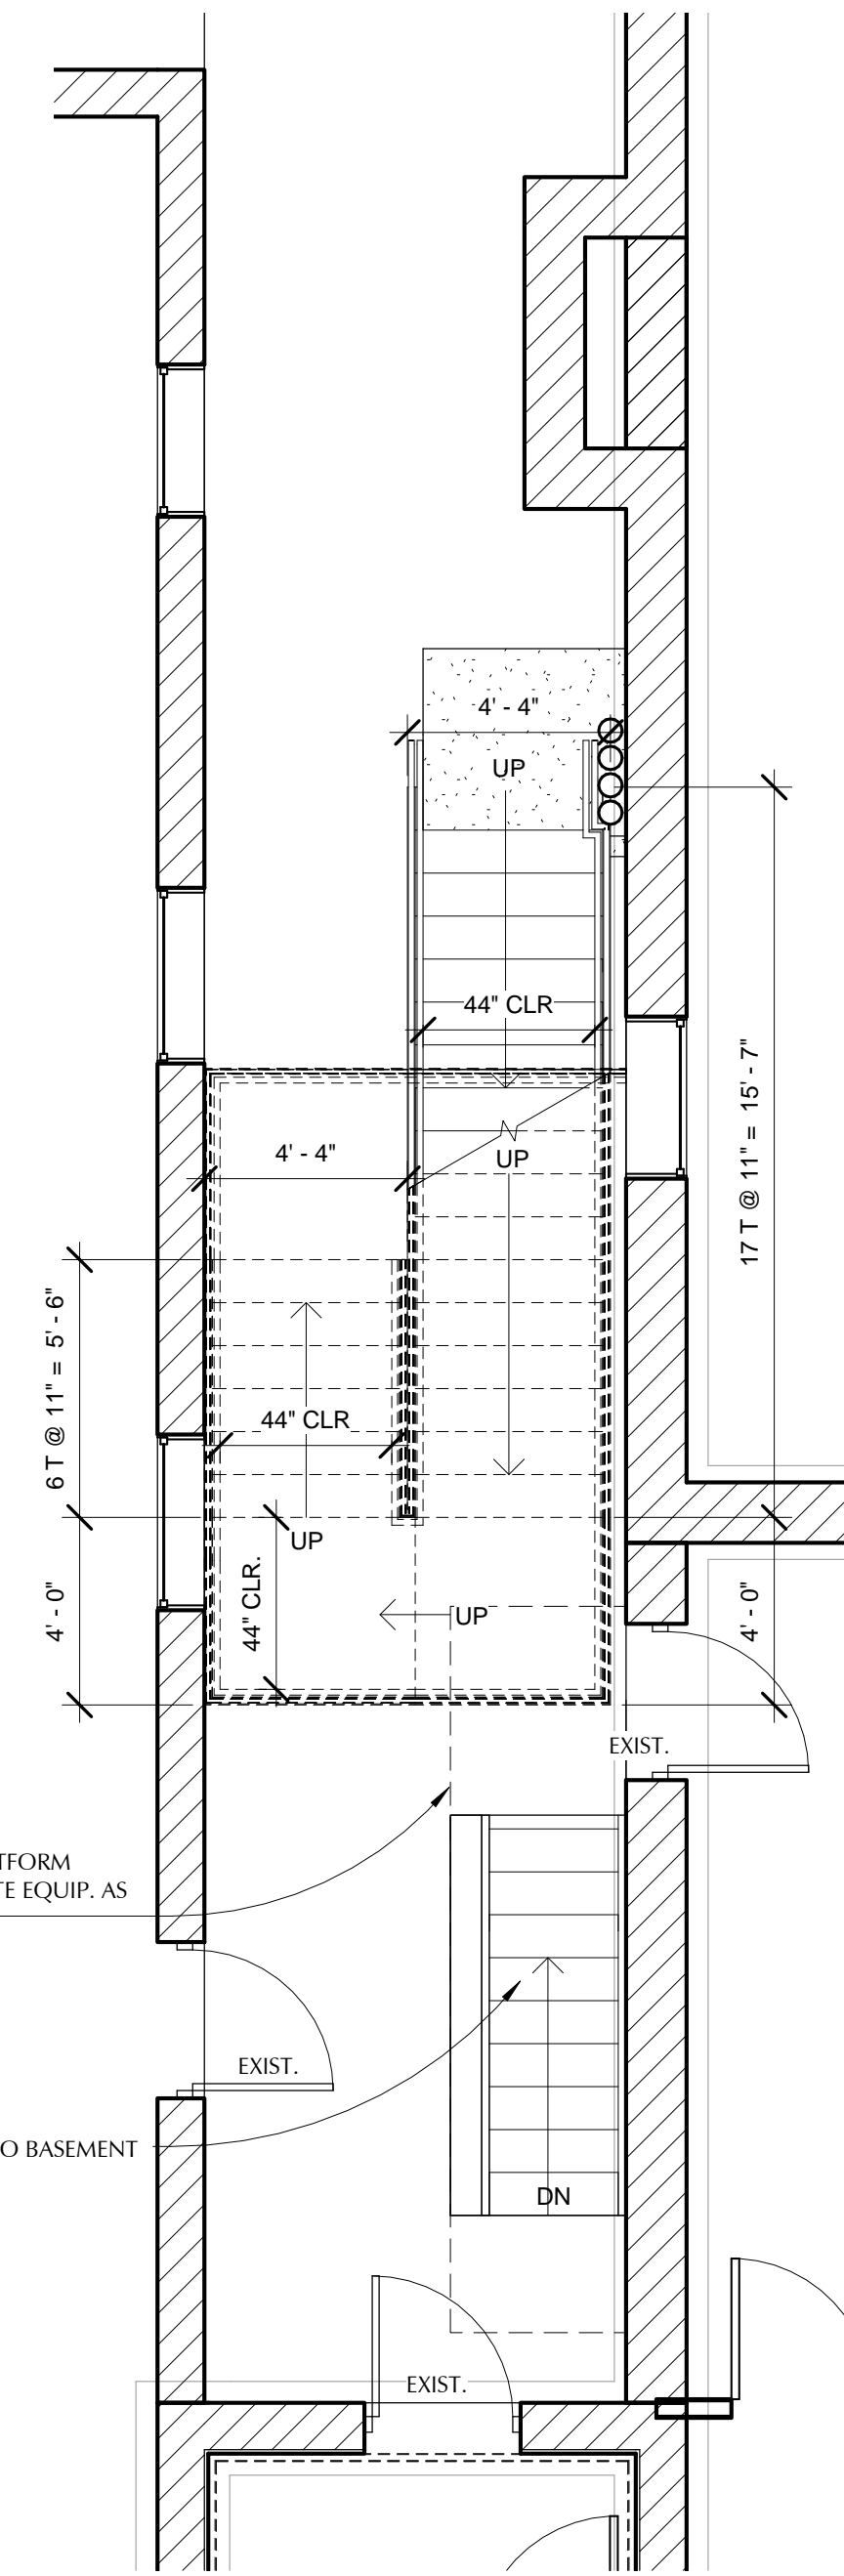 4' - 4"
UP
44" CLR
17 T @ 11" = 15' - 7"
4' - 4"
UP
6 T @ 11" = 5' - 6"
44" CLR
UP
44" CLR.
4' - 0"
4' - 0"
UP
EXIST.
TFORM
TE EQUIP. AS
EXIST.
O BASEMENT
DN
EXIST.